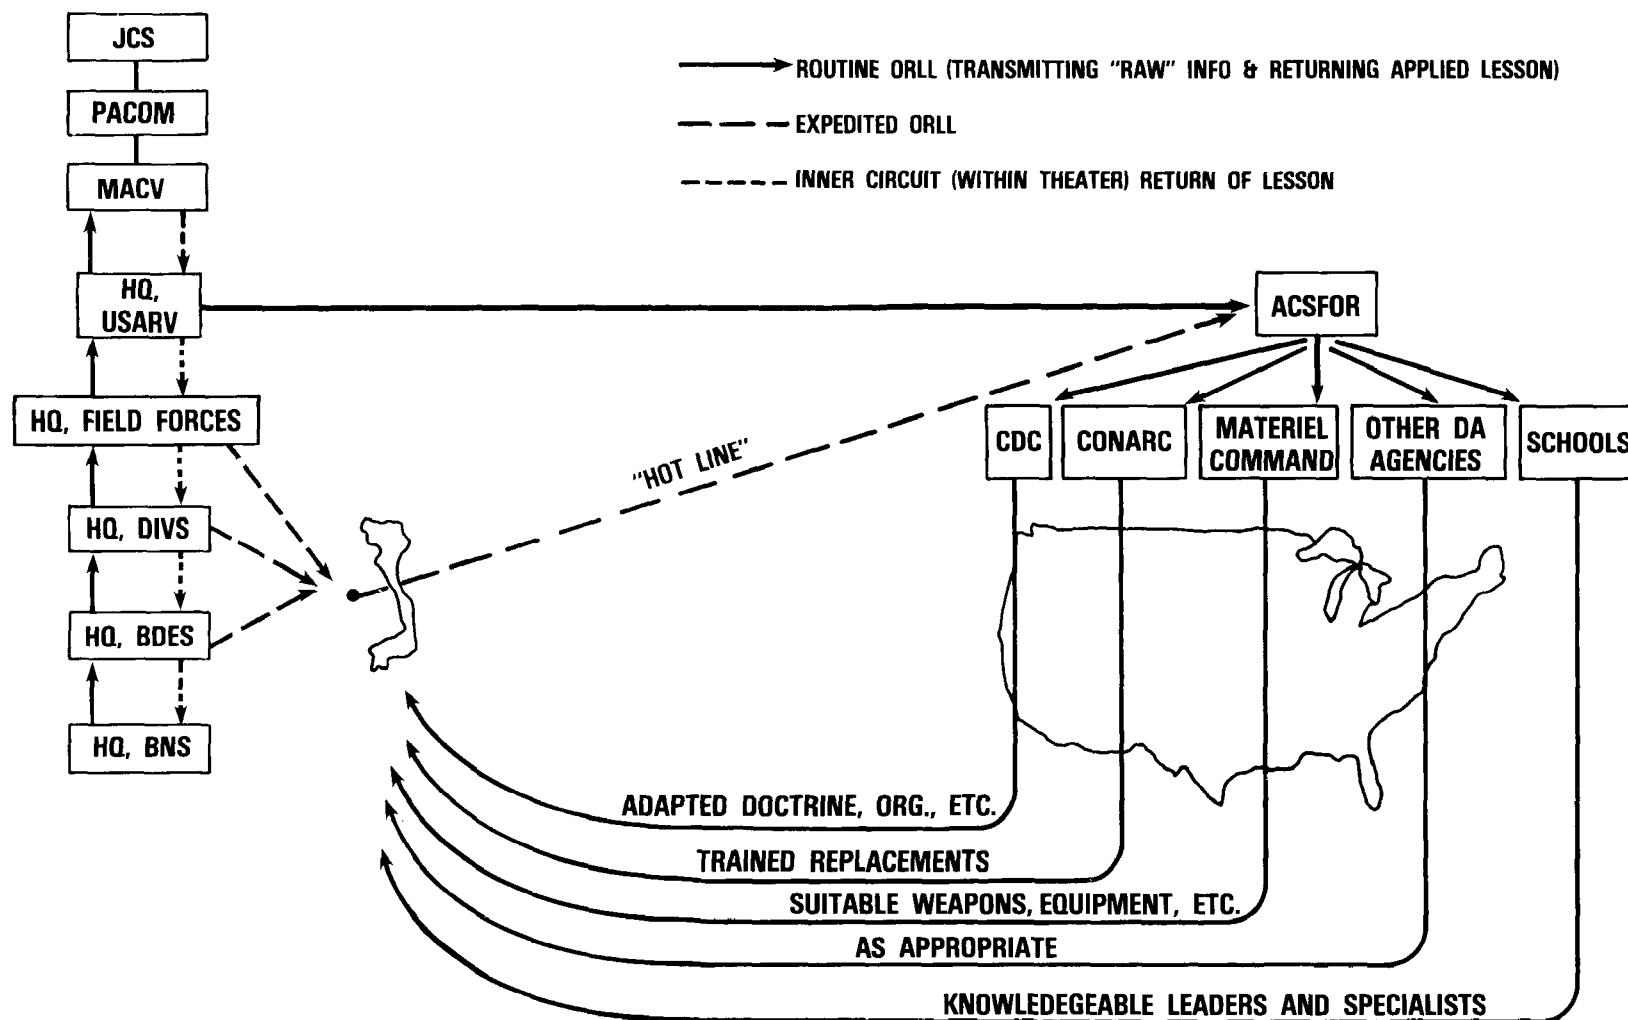 JCS
PACOM
MACV
HQ,
USARV
HQ, FIELD FORCES
HQ, DIVS
HQ, BDES
HQ, BNS
ROUTINE ORLL (TRANSMITTING "RAW" INFO & RETURNING APPLIED LESSON)
EXPEDITED ORLL
INNER CIRCUIT (WITHIN THEATER) RETURN OF LESSON
"HOT LINE"
ACSFOR
CDC
CONARC
MATERIEL
COMMAND
OTHER DA
AGENCIES
SCHOOLS
ADAPTED DOCTRINE, ORG., ETC.
TRAINED REPLACEMENTS
SUITABLE WEAPONS, EQUIPMENT, ETC.
AS APPROPRIATE
KNOWLEDEGEABLE LEADERS AND SPECIALISTS